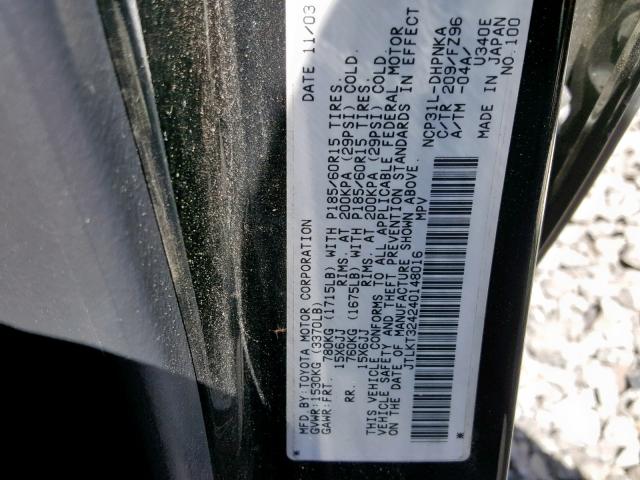 MFD.BY:TOYOTA MOTOR CORPORATION DATE 11/03
GVWR:1530KG (3370LB)
GAWR:FRT. 780KG (1715LB) WITH P185/60R15 TIRES.
15X6JJ RIMS. AT 200KPA (29PSI) COLD.
RR. 760KG (1675LB) WITH P185/60R15 TIRES.
15X6JJ RIMS. AT 200KPA (29PSI) COLD.
THIS VEHICLE CONFORMS TO ALL APPLICABLE FEDERAL MOTOR
VEHICLE SAFETY AND THEFT PREVENTION STANDARDS IN EFFECT
ON THE DATE OF MANUFACTURE SHOWN ABOVE.
JTLKT324240148016 MPV NCP31L-DHPNKA
C/TR 209/FZ96
A/TM -04A/
U340E
* * MADE IN JAPAN
NO.100